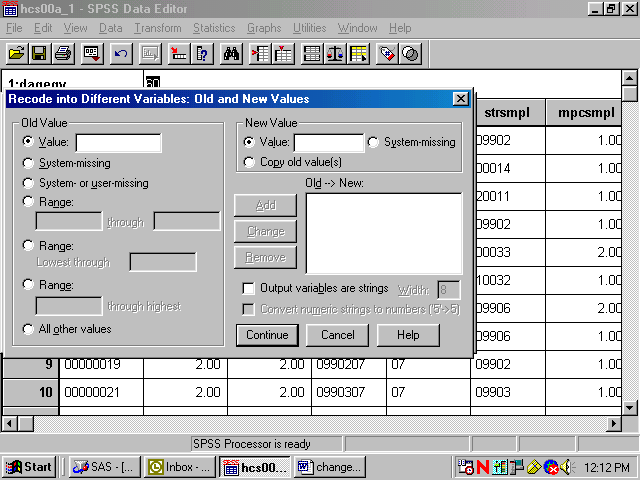 hcs00a_1 - SPSS Data Editor
File Edit View Data Transform Statistics Graphs Utilities Window Help
1:dageqy 60
Recode into Different Variables: Old and New Values
Old Value
Value:
System-missing
System- or user-missing
Range:
through
Range:
Lowest through
Range:
through highest
All other values
New Value
Value:
System-missing
Copy old value(s)
Old --> New:
Add
Change
Remove
Output variables are strings
Width: 8
Convert numeric strings to numbers ('5'->5)
Continue Cancel Help
strsmpl mpcsmpl
09902 1.00
00014 1.00
20011 1.00
09902 1.00
00033 2.00
10032 1.00
09906 2.00
09906 1.00
9 00000019 2.00 2.00 0990207 07 09902 1.00
10 00000021 2.00 2.00 0990307 07 09903 1.00
SPSS Processor is ready
Start SAS - [... Inbox - ... hcs00... change... 12:12 PM